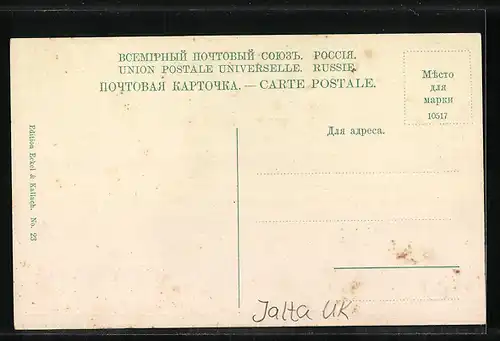 ВСЕМІРНЫЙ ПОЧТОВЫЙ СОЮЗЪ. РОССІЯ.
UNION POSTALE UNIVERSELLE. RUSSIE.
ПОЧТОВАЯ КАРТОЧКА. — CARTE POSTALE.
Мѣсто
для
марки
10517
Для адреса.
Edition Eckel & Kallach. No. 23
Jalta UK